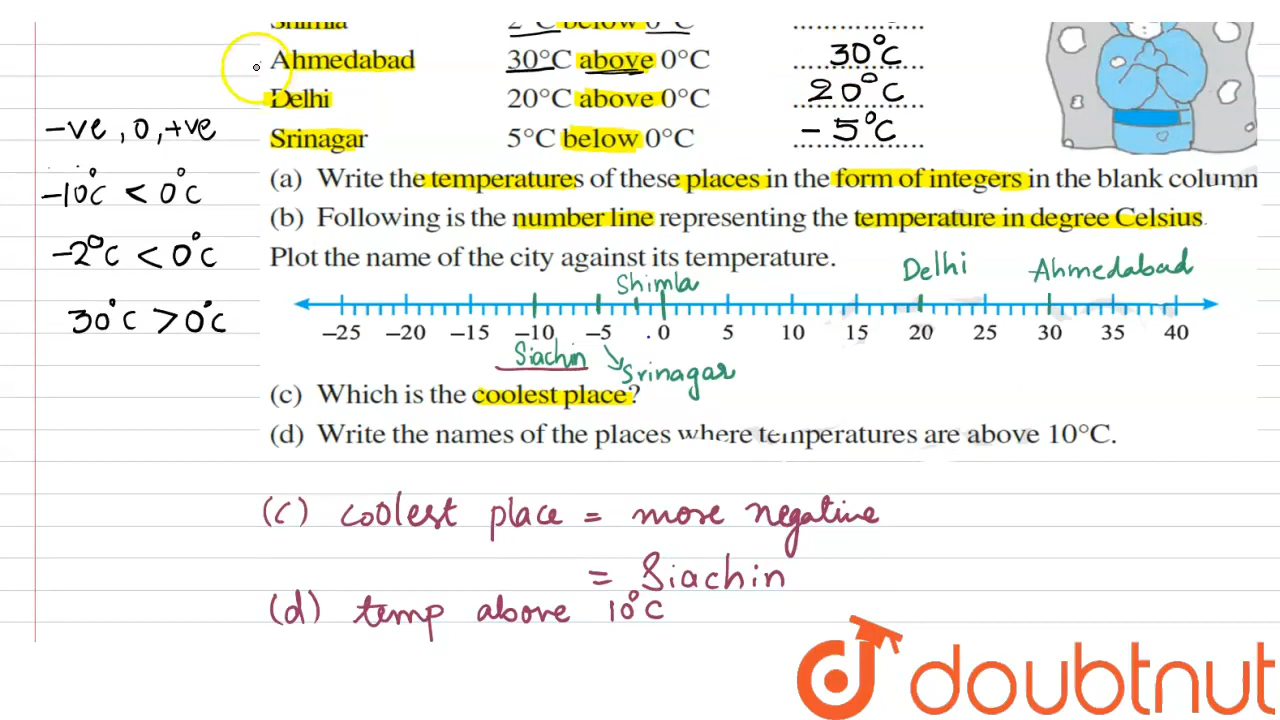 Shimla 2°C below 0°C ..................
Ahmedabad 30°C above 0°C 30°C
Delhi 20°C above 0°C 20°C
Srinagar 5°C below 0°C -5°C
-ve, 0, +ve
-10°C < 0°C
-2°C < 0°C
30°C > 0°C
(a) Write the temperatures of these places in the form of integers in the blank column
(b) Following is the number line representing the temperature in degree Celsius.
Plot the name of the city against its temperature.
Shimla Delhi Ahmedabad
–25 –20 –15 –10 –5 0 5 10 15 20 25 30 35 40
Siachin Srinagar
(c) Which is the coolest place?
(d) Write the names of the places where temperatures are above 10°C.
(c) coolest place = more negative
= Siachin
(d) temp above 10°C
doubtnut